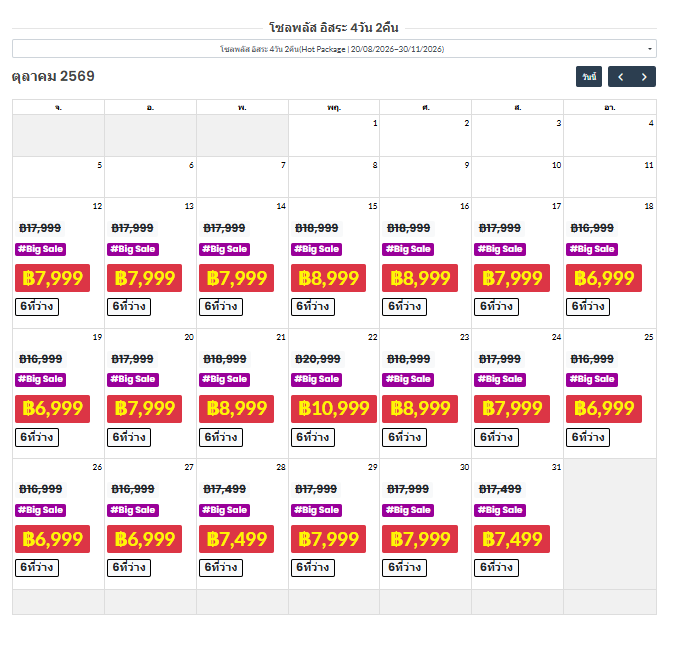 โซลพลัส อิสระ 4วัน 2คืน
โซลพลัส อิสระ 4วัน 2คืน(Hot Package | 20/08/2026-30/11/2026)
ตุลาคม 2569
วันนี้
จ. อ. พ. พฤ. ศ. ส. อา.
1 2 3 4
5 6 7 8 9 10 11
12 13 14 15 16 17 18
฿17,999 ฿17,999 ฿17,999 ฿18,999 ฿18,999 ฿17,999 ฿16,999
#Big Sale #Big Sale #Big Sale #Big Sale #Big Sale #Big Sale #Big Sale
฿7,999 ฿7,999 ฿7,999 ฿8,999 ฿8,999 ฿7,999 ฿6,999
6ที่ว่าง 6ที่ว่าง 6ที่ว่าง 6ที่ว่าง 6ที่ว่าง 6ที่ว่าง 6ที่ว่าง
19 20 21 22 23 24 25
฿16,999 ฿17,999 ฿18,999 ฿20,999 ฿18,999 ฿17,999 ฿16,999
#Big Sale #Big Sale #Big Sale #Big Sale #Big Sale #Big Sale #Big Sale
฿6,999 ฿7,999 ฿8,999 ฿10,999 ฿8,999 ฿7,999 ฿6,999
6ที่ว่าง 6ที่ว่าง 6ที่ว่าง 6ที่ว่าง 6ที่ว่าง 6ที่ว่าง 6ที่ว่าง
26 27 28 29 30 31
฿16,999 ฿16,999 ฿17,499 ฿17,999 ฿17,999 ฿17,499
#Big Sale #Big Sale #Big Sale #Big Sale #Big Sale #Big Sale
฿6,999 ฿6,999 ฿7,499 ฿7,999 ฿7,999 ฿7,499
6ที่ว่าง 6ที่ว่าง 6ที่ว่าง 6ที่ว่าง 6ที่ว่าง 6ที่ว่าง